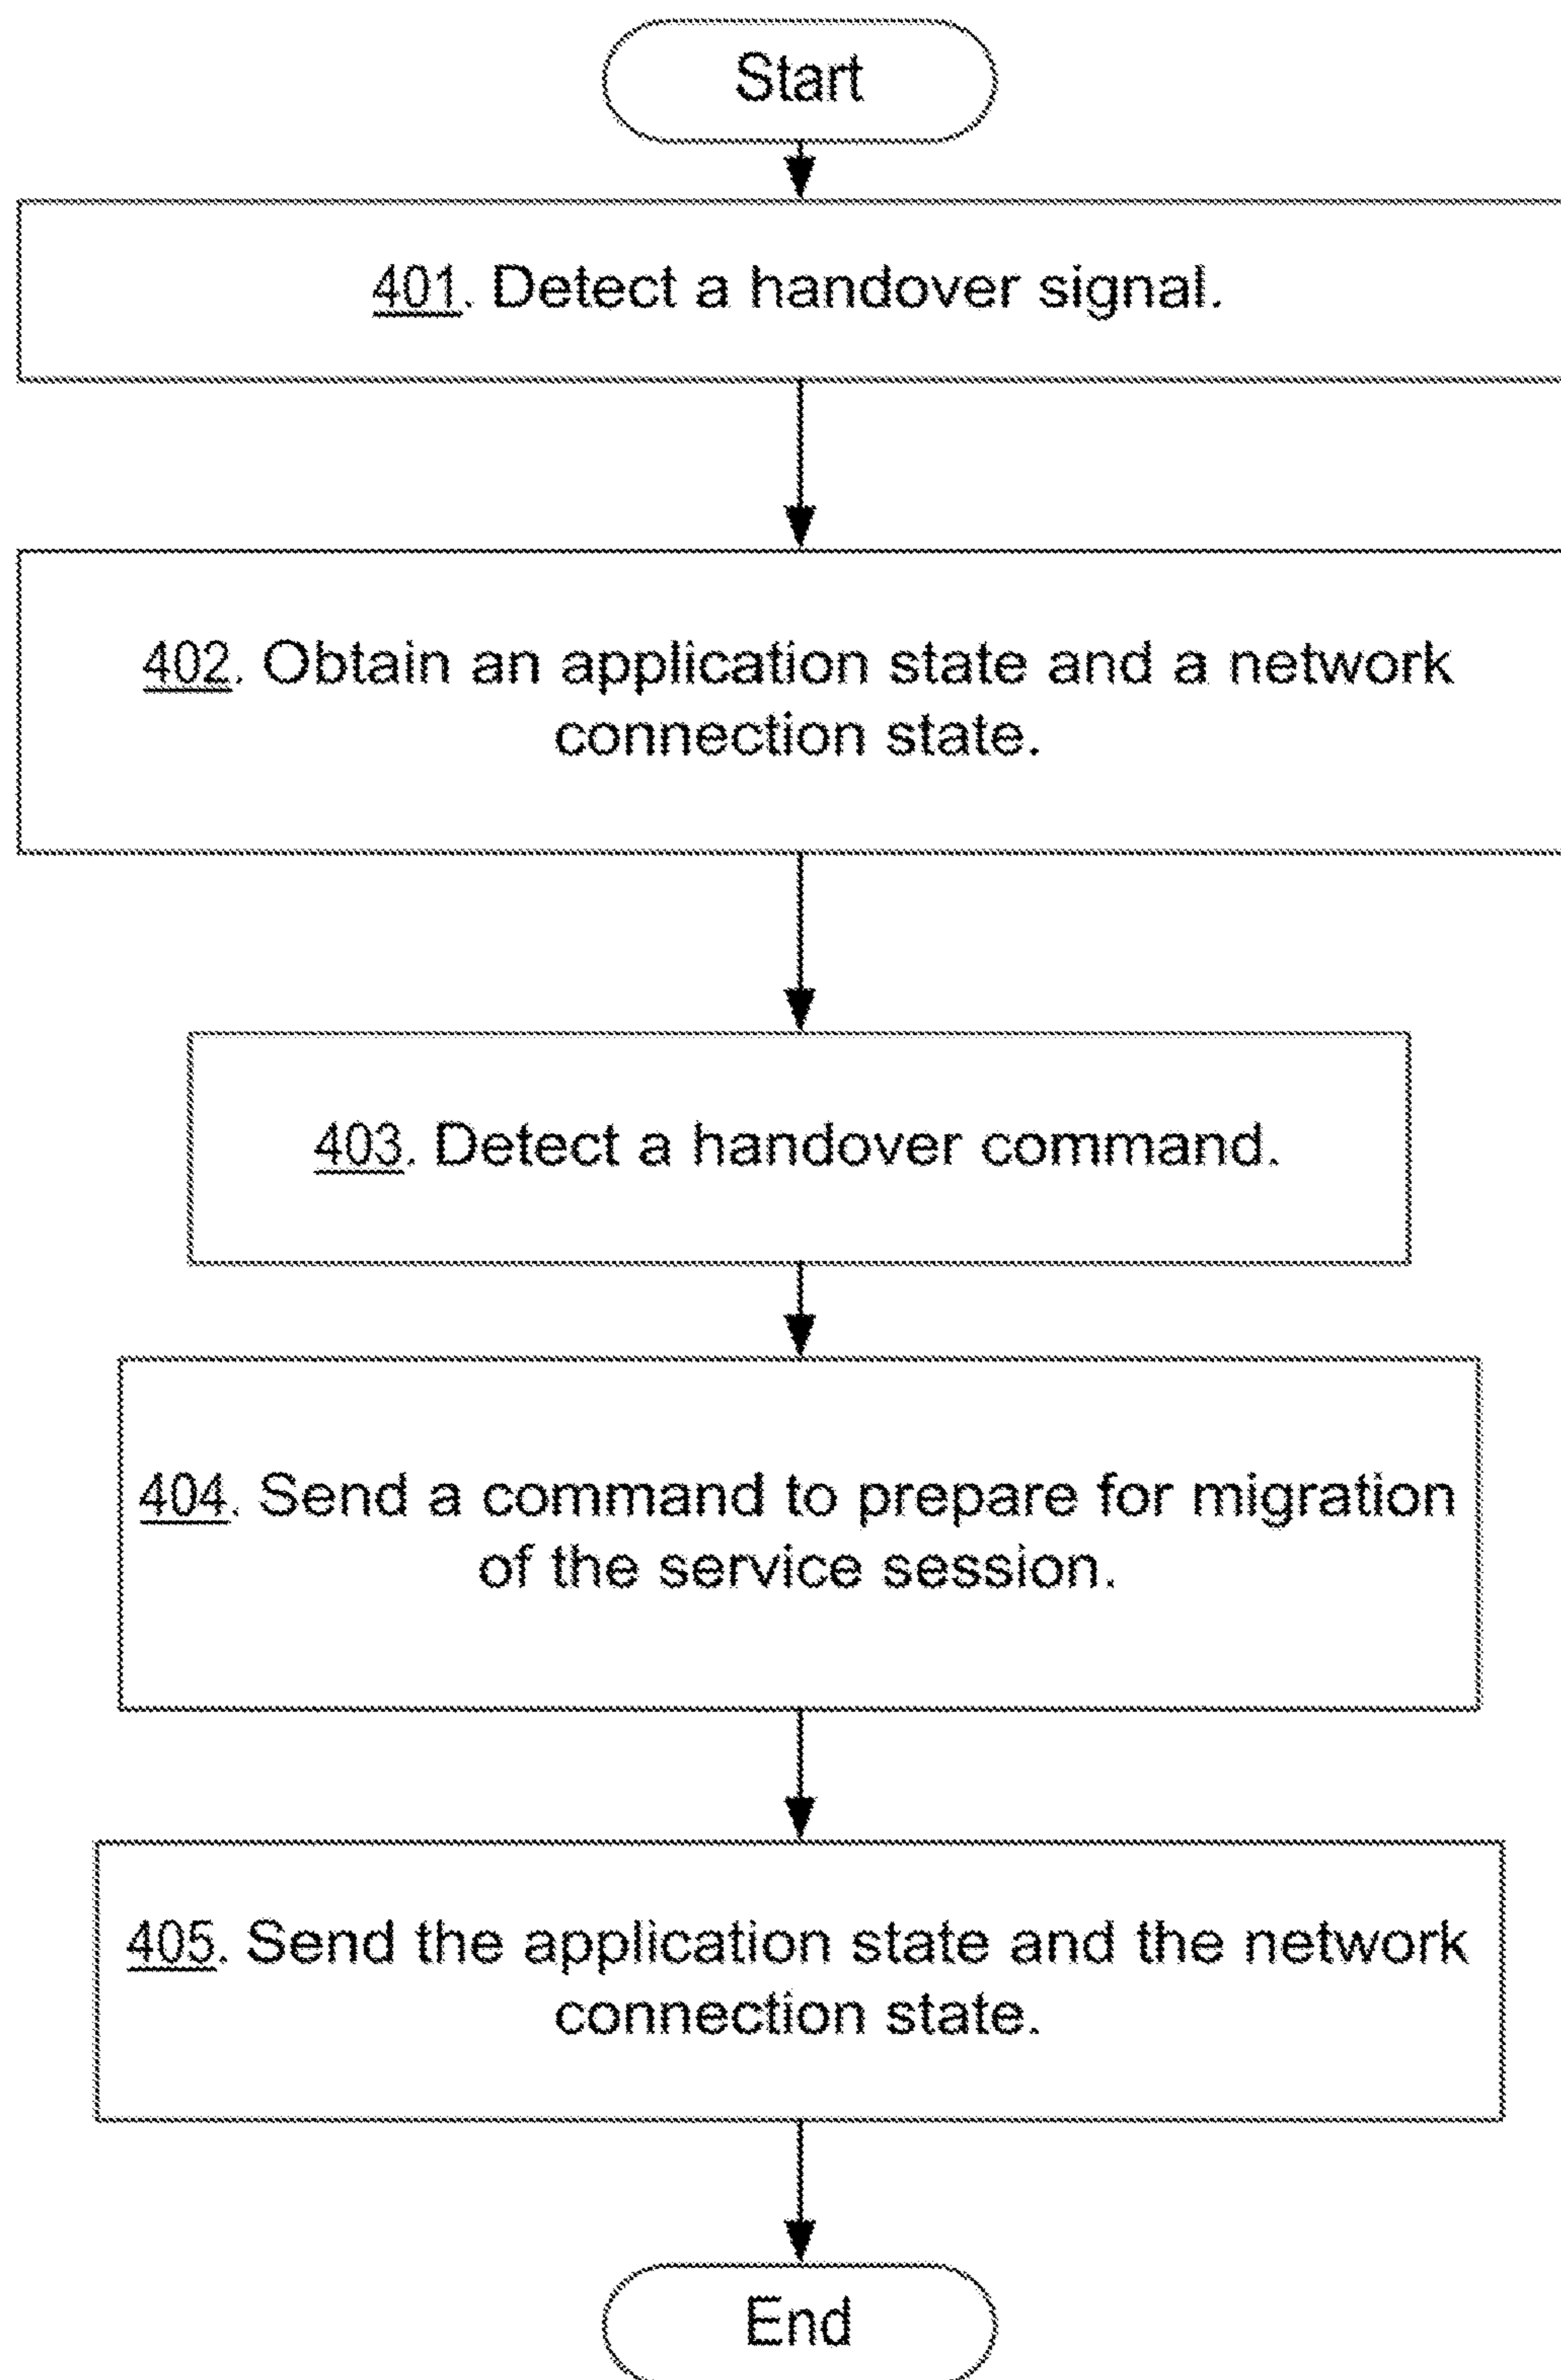 Start
401. Detect a handover signal.
402. Obtain an application state and a network
connection state.
403. Detect a handover command.
404. Send a command to prepare for migration
of the service session.
405. Send the application state and the network
connection state.
End